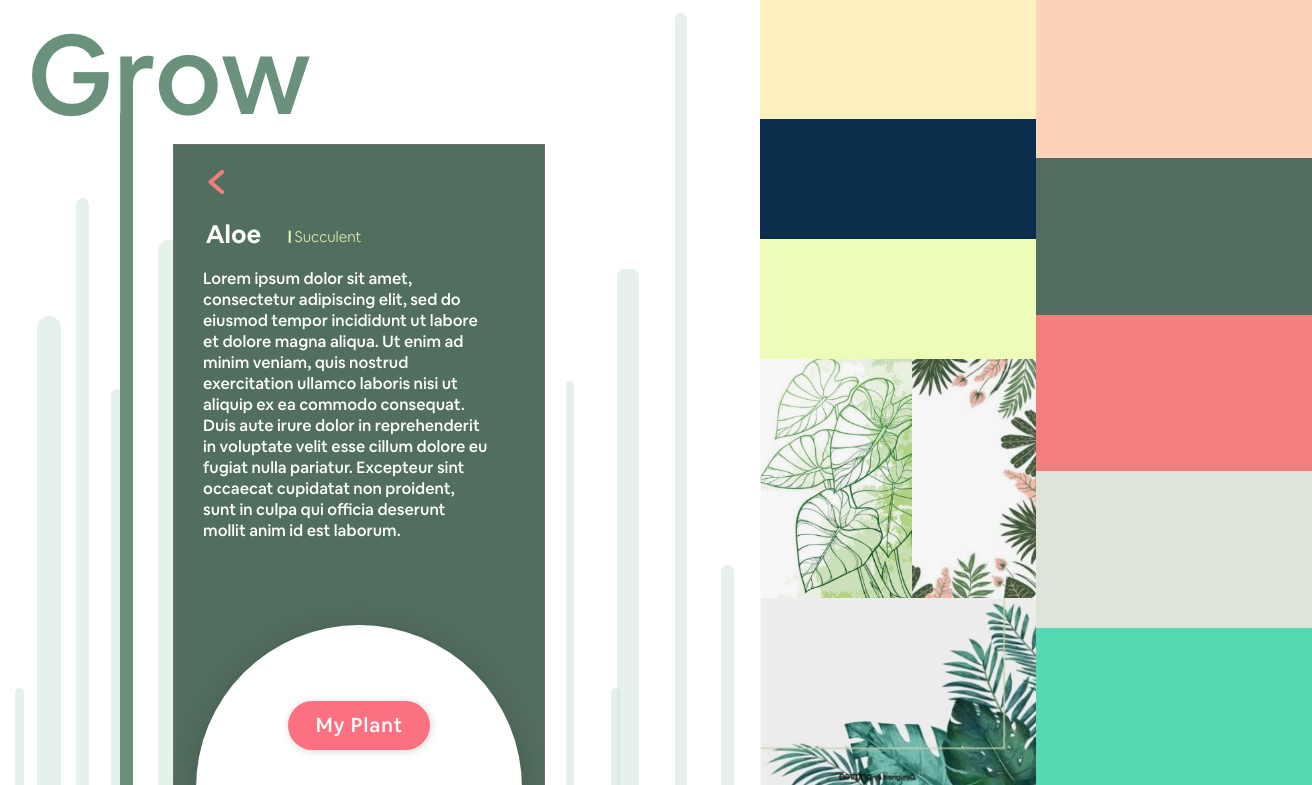 Grow
Aloe
Succulent
Lorem ipsum dolor sit amet,
consectetur adipiscing elit, sed do
eiusmod tempor incididunt ut labore
et dolore magna aliqua. Ut enim ad
minim veniam, quis nostrud
exercitation ullamco laboris nisi ut
aliquip ex ea commodo consequat.
Duis aute irure dolor in reprehenderit
in voluptate velit esse cillum dolore eu
fugiat nulla pariatur. Excepteur sint
occaecat cupidatat non proident,
sunt in culpa qui officia deserunt
mollit anim id est laborum.
My Plant